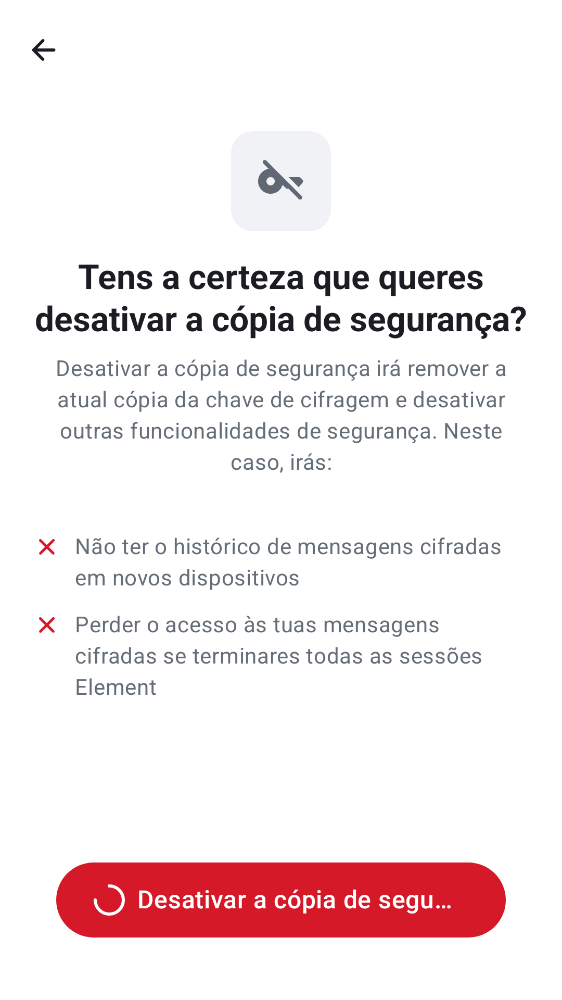 Tens a certeza que queres
desativar a cópia de segurança?
Desativar a cópia de segurança irá remover a
atual cópia da chave de cifragem e desativar
outras funcionalidades de segurança. Neste
caso, irás:
Não ter o histórico de mensagens cifradas
em novos dispositivos
Perder o acesso às tuas mensagens
cifradas se terminares todas as sessões
Element
Desativar a cópia de segu…